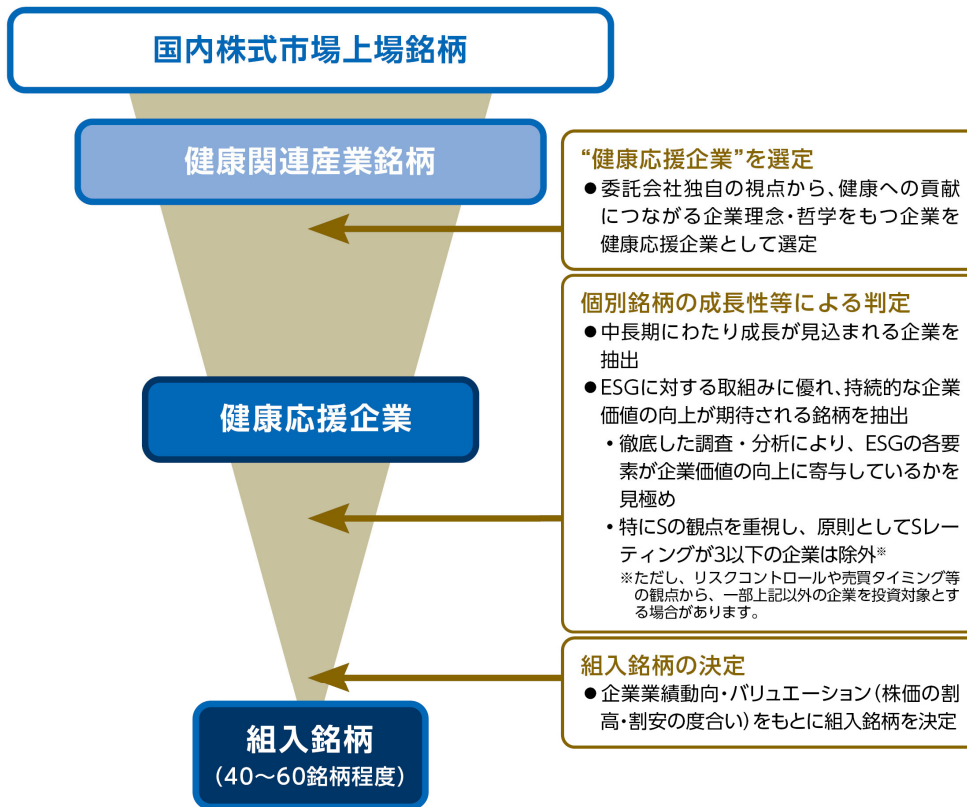 国内株式市場上場銘柄
健康関連産業銘柄
“健康応援企業”を選定
●委託会社独自の視点から、健康への貢献
につながる企業理念・哲学をもつ企業を
健康応援企業として選定
個別銘柄の成長性等による判定
●中長期にわたり成長が見込まれる企業を
抽出
●ESGに対する取組みに優れ、持続的な企業
価値の向上が期待される銘柄を抽出
・徹底した調査・分析により、ESGの各要
素が企業価値の向上に寄与しているかを
見極め
・特にSの観点を重視し、原則としてSレー
ティングが3以下の企業は除外※
※ただし、リスクコントロールや売買タイミング等
の観点から、一部上記以外の企業を投資対象とす
る場合があります。
健康応援企業
組入銘柄の決定
●企業業績動向・バリュエーション（株価の割
高・割安の度合い）をもとに組入銘柄を決定
組入銘柄
（40～60銘柄程度）